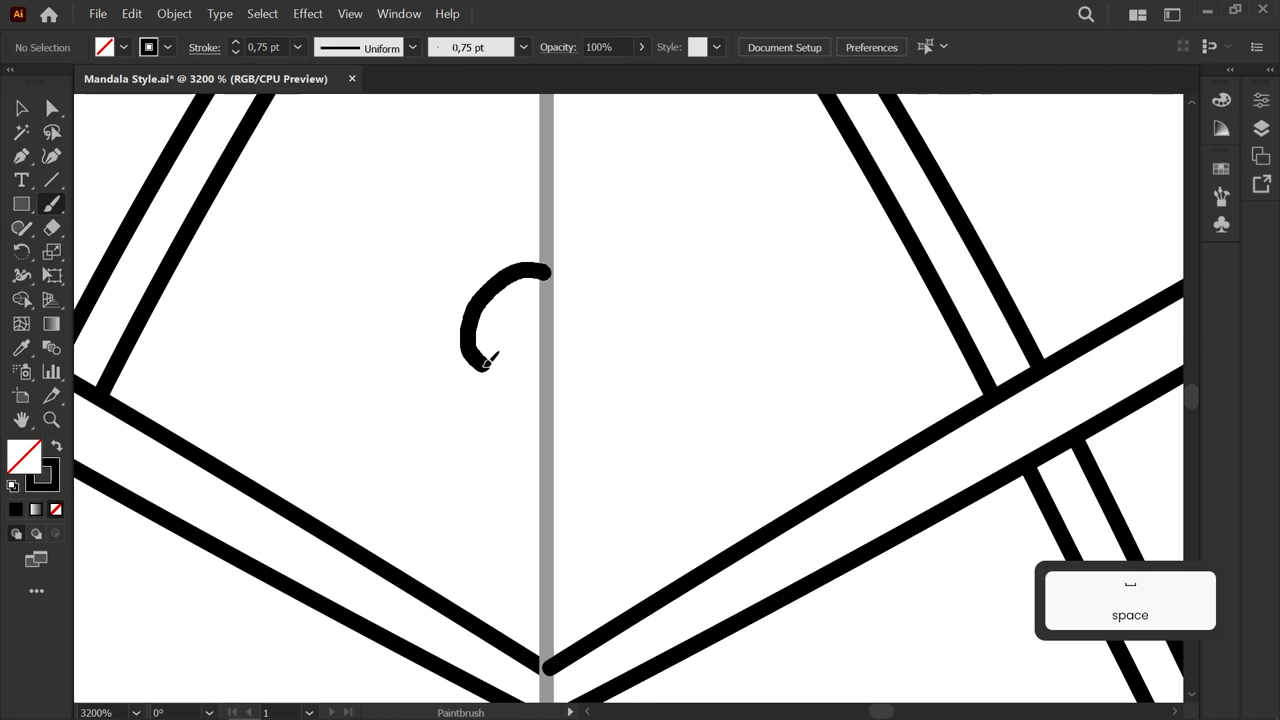 Ai File Edit Object Type Select Effect View Window Help
No Selection Stroke: 0,75 pt Uniform 0,75 pt Opacity: 100% Style: Document Setup Preferences
Mandala Style.ai* @ 3200 % (RGB/CPU Preview)
space
3200% 0° 1 Paintbrush